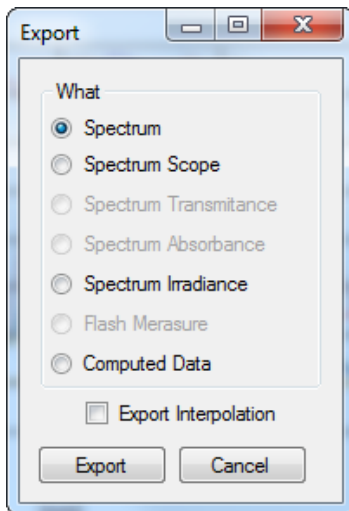 Export
What
Spectrum
Spectrum Scope
Spectrum Transmitance
Spectrum Absorbance
Spectrum Irradiance
Flash Merasure
Computed Data
Export Interpolation
Export Cancel